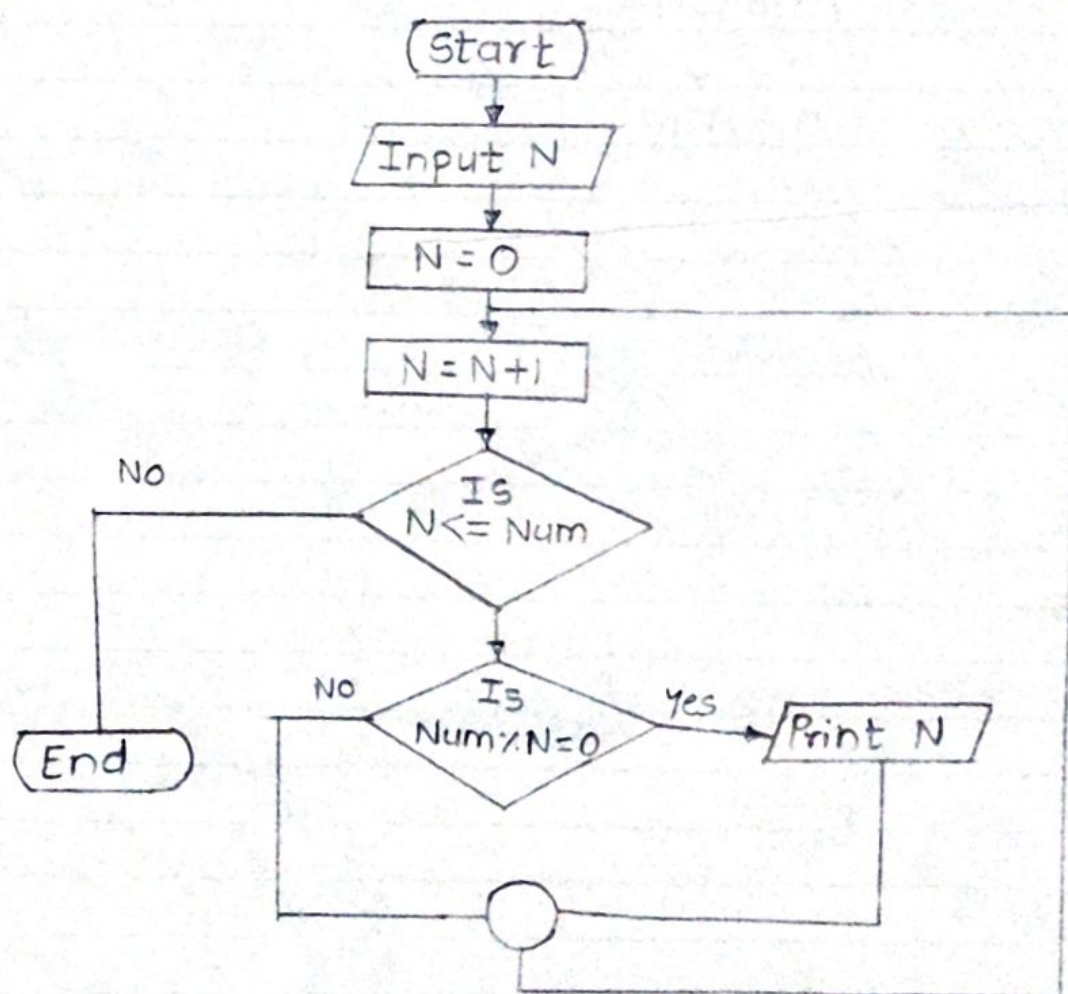 Start
Input N
N = 0
N = N+1
No
Is
N <= Num
No
Is
Num%N=0
Yes
Print N
End